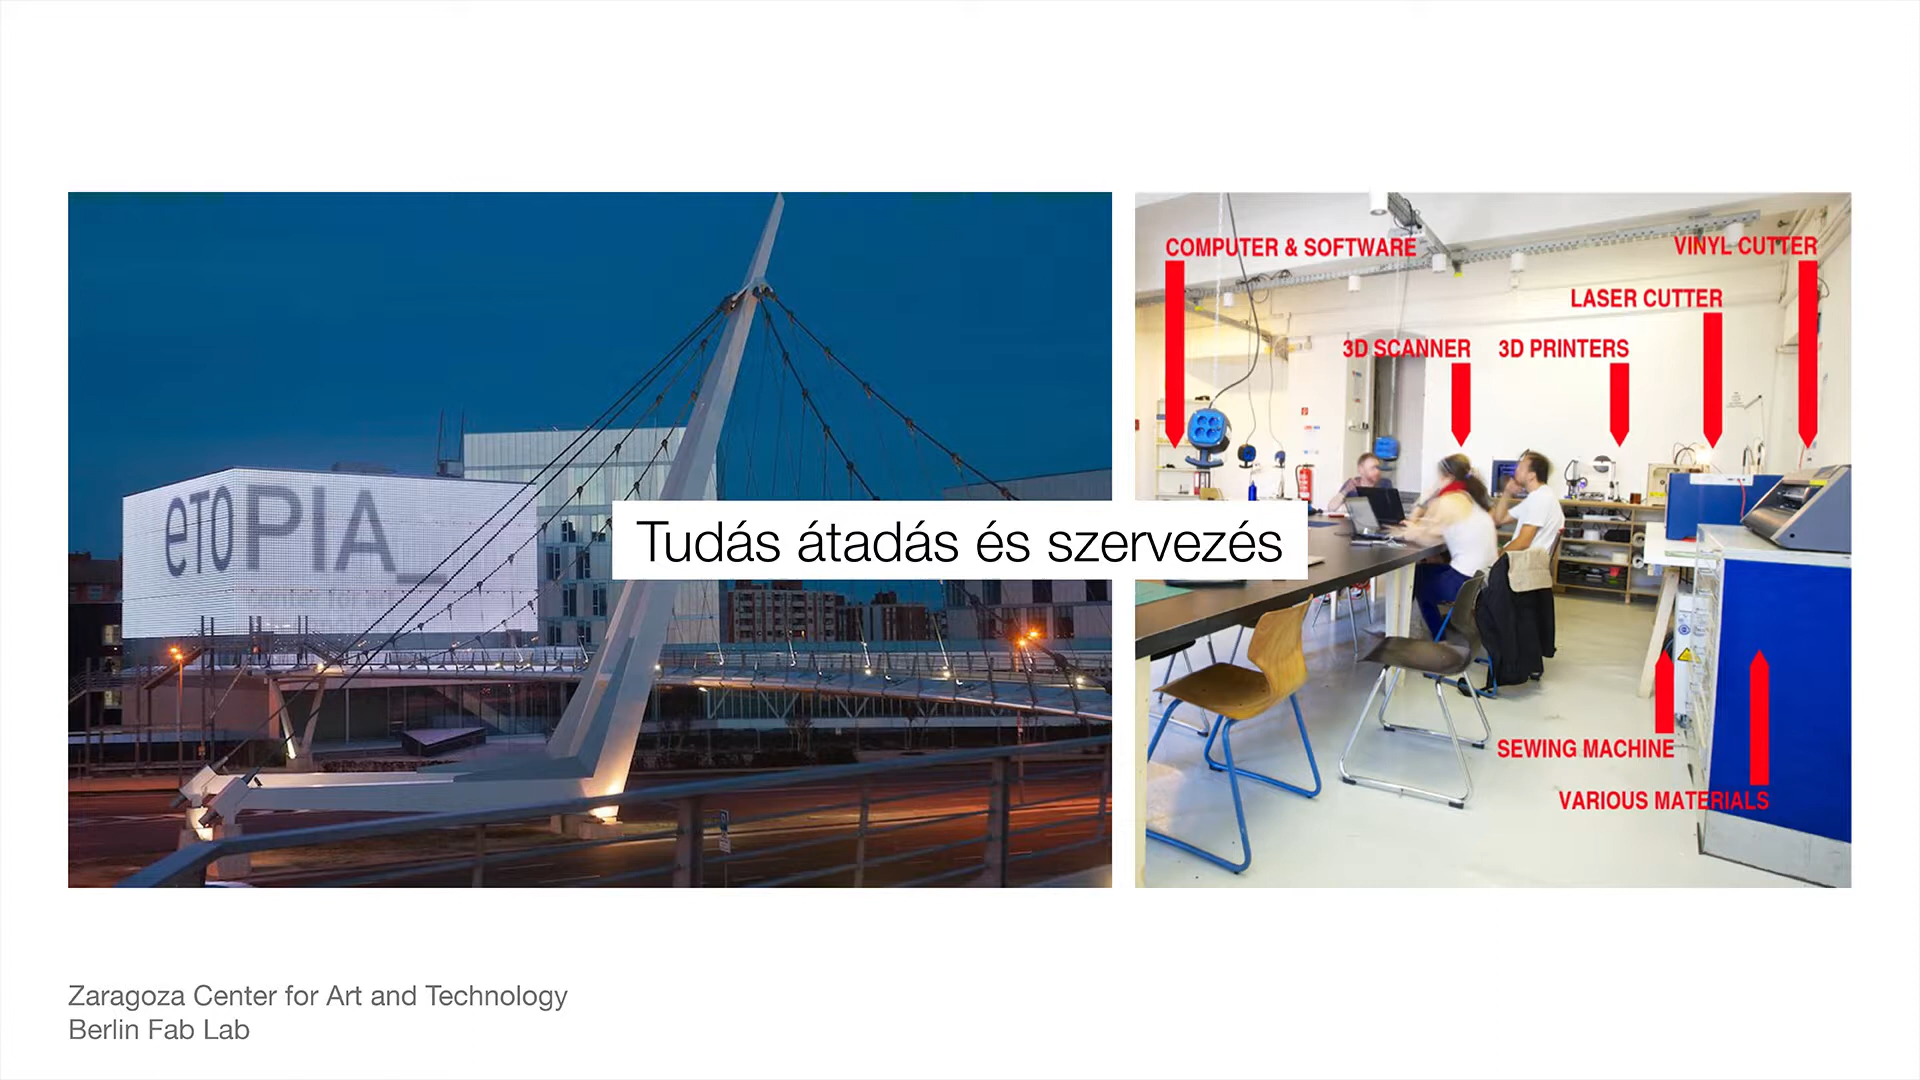 eTOPIA_
Tudás átadás és szervezés
COMPUTER & SOFTWARE
VINYL CUTTER
LASER CUTTER
3D SCANNER
3D PRINTERS
SEWING MACHINE
VARIOUS MATERIALS
Zaragoza Center for Art and Technology
Berlin Fab Lab